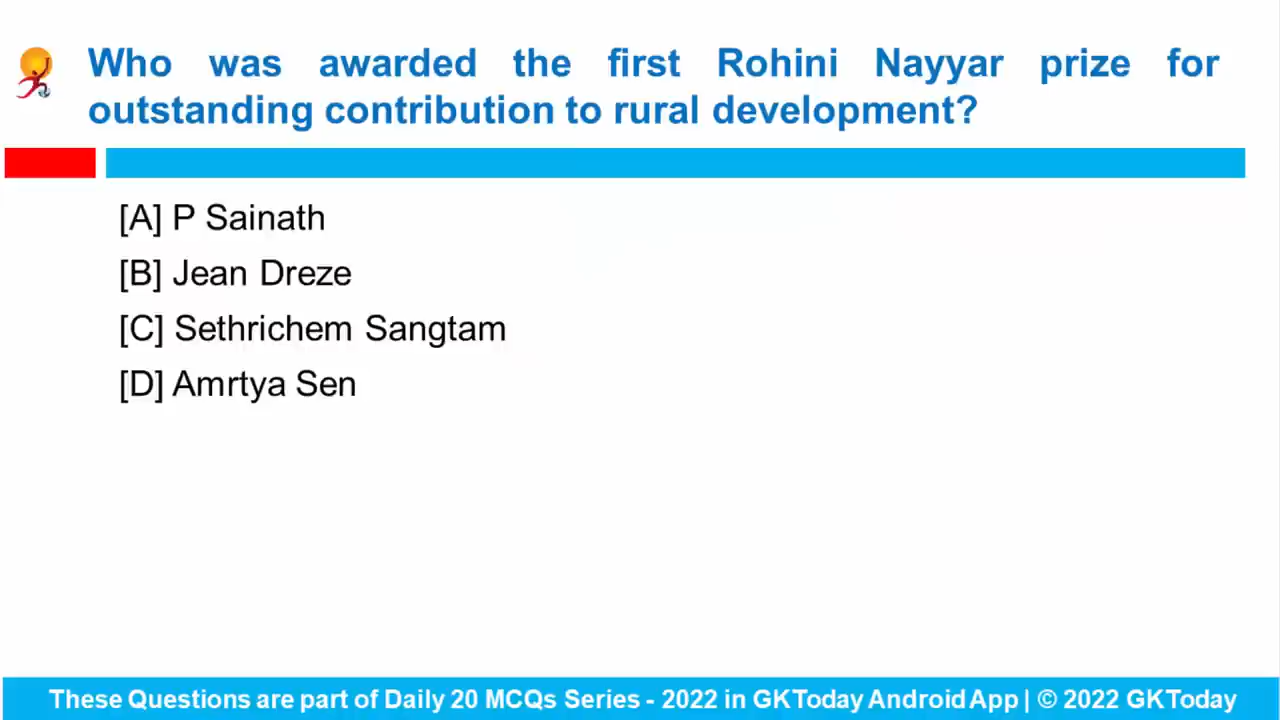 Who was awarded the first Rohini Nayyar prize for
outstanding contribution to rural development?
[A] P Sainath
[B] Jean Dreze
[C] Sethrichem Sangtam
[D] Amrtya Sen
These Questions are part of Daily 20 MCQs Series - 2022 in GKToday Android App | © 2022 GKToday